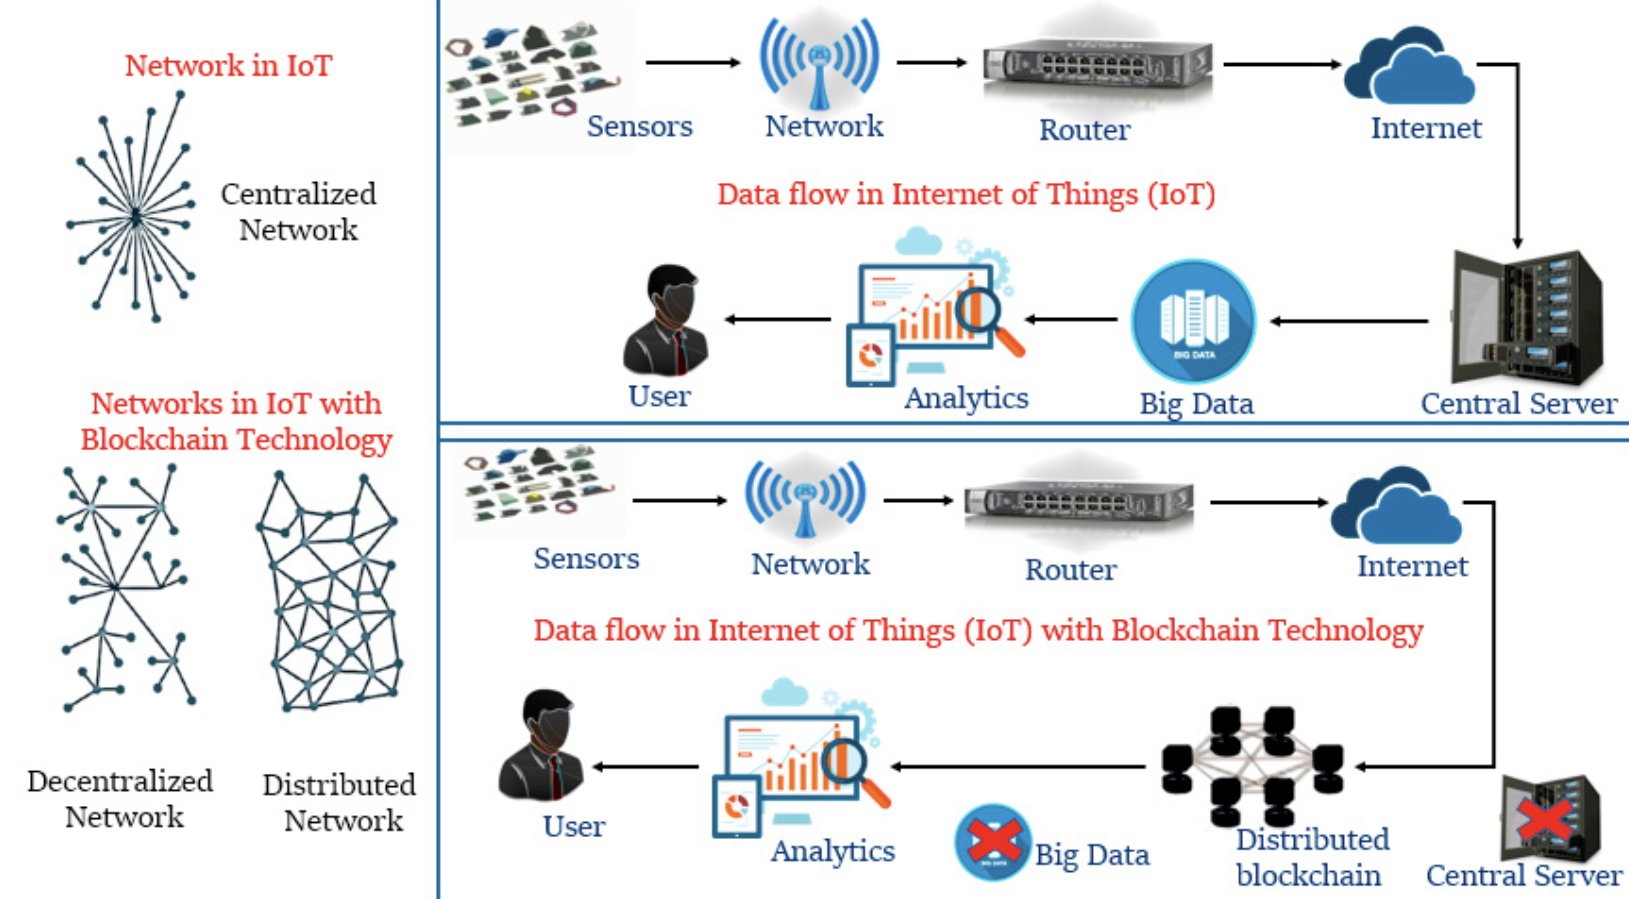 Network in IoT
Centralized
Network
Networks in IoT with
Blockchain Technology
Decentralized
Network
Distributed
Network
Sensors
Network
Router
Internet
Data flow in Internet of Things (IoT)
User
Analytics
BIG DATA
Big Data
Central Server
Sensors
Network
Router
Internet
Data flow in Internet of Things (IoT) with Blockchain Technology
User
Analytics
BIG DATA
Big Data
Distributed
blockchain
Central Server